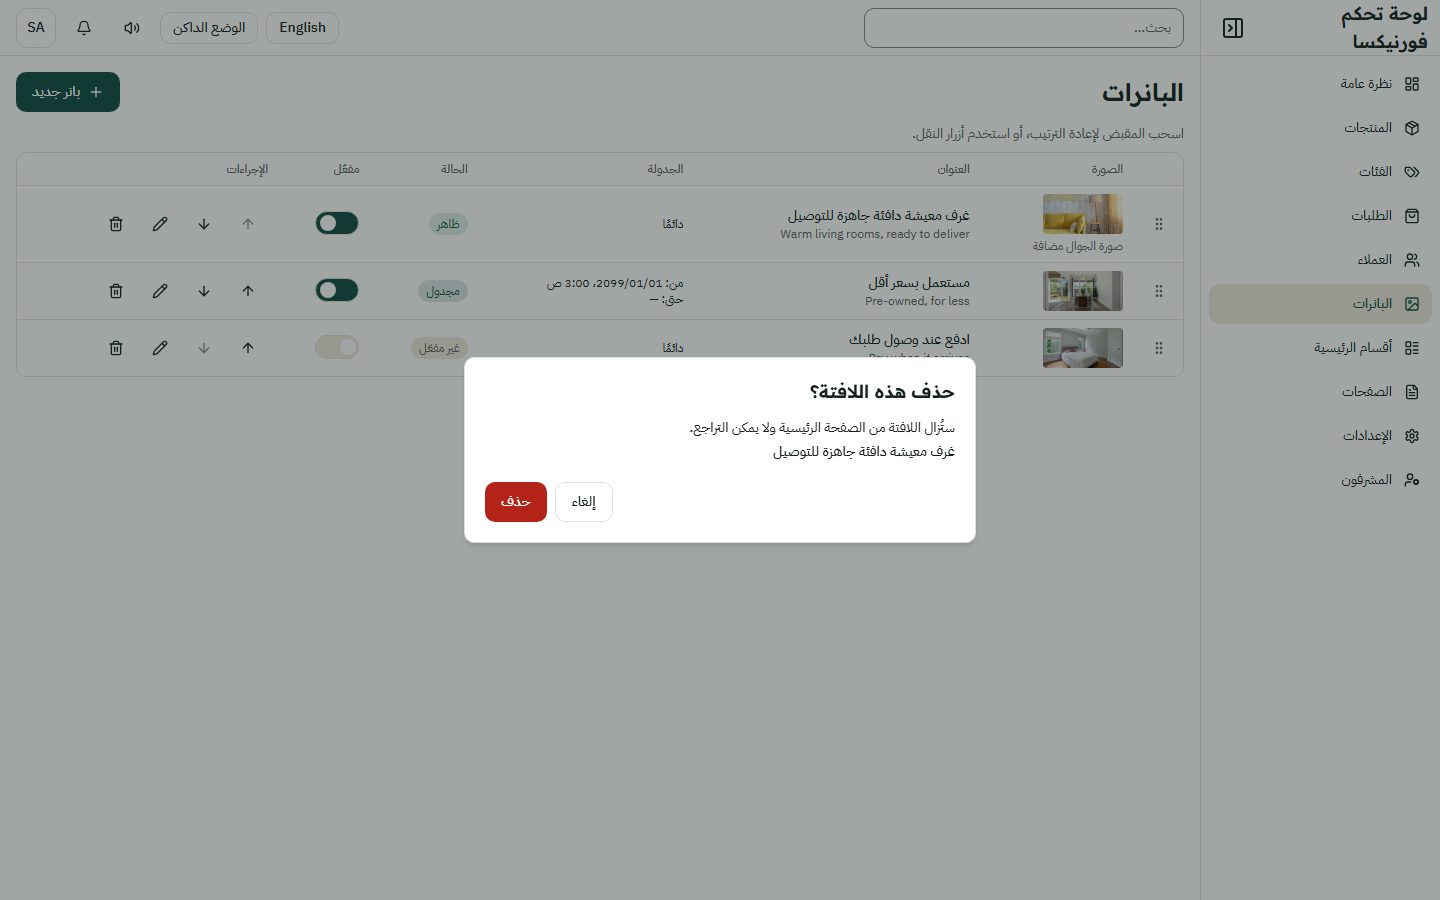 لوحة تحكم
فورنيكسا
نظرة عامة
المنتجات
الفئات
الطلبات
العملاء
البانرات
أقسام الرئيسية
الصفحات
الإعدادات
المشرفون
بحث...
English
الوضع الداكن
SA
البانرات
بانر جديد
اسحب المقبض لإعادة الترتيب، أو استخدم أزرار النقل.
الصورة العنوان الجدولة الحالة مفعّل الإجراءات
غرف معيشة دافئة جاهزة للتوصيل
Warm living rooms, ready to deliver
صورة الجوال مضافة
دائمًا
ظاهر
مستعمل بسعر أقل
Pre-owned, for less
من: 2099/01/01، 3:00 ص
حتى: —
مجدول
ادفع عند وصول طلبك
دائمًا
غير مفعّل
حذف هذه اللافتة؟
ستُزال اللافتة من الصفحة الرئيسية ولا يمكن التراجع.
غرف معيشة دافئة جاهزة للتوصيل
إلغاء
حذف